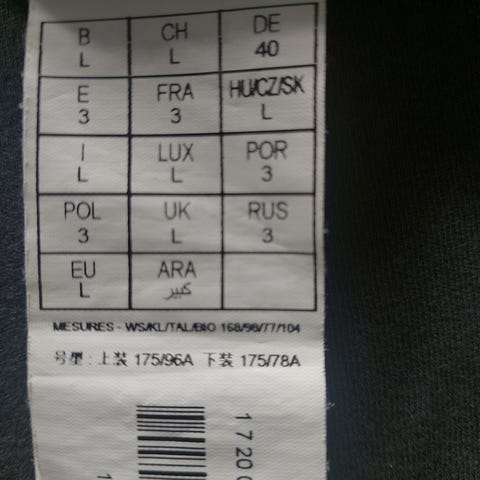 B CH DE
L L 40
E FRA HU/CZ/SK
3 3 L
I LUX POR
L L 3
POL UK RUS
3 L 3
EU ARA
L كبير
MESURES - WS/KL/TAL/BIO 168/96/77/104
号型 : 上装 175/96A 下装 175/78A
1 7 20